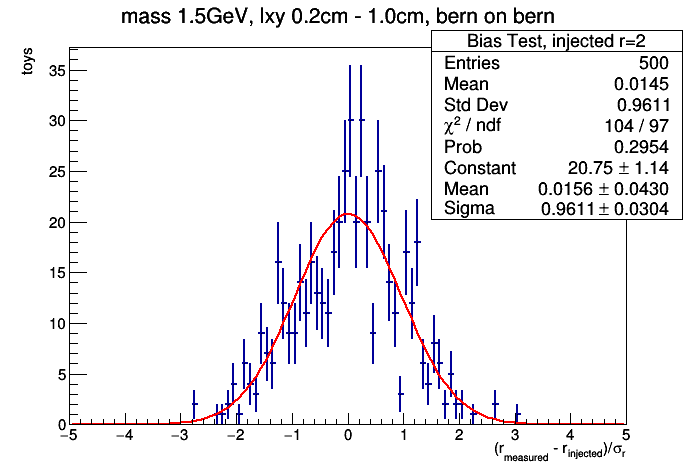 mass 1.5GeV, lxy 0.2cm - 1.0cm, bern on bern
Bias Test, injected r=2
Entries 500
Mean 0.0145
Std Dev 0.9611
χ² / ndf 104 / 97
Prob 0.2954
Constant 20.75 ± 1.14
Mean 0.0156 ± 0.0430
Sigma 0.9611 ± 0.0304
toys
35
30
25
20
15
10
5
0
−5 −4 −3 −2 −1 0 1 2 3 4 5
(r_measured - r_injected)/σ_r